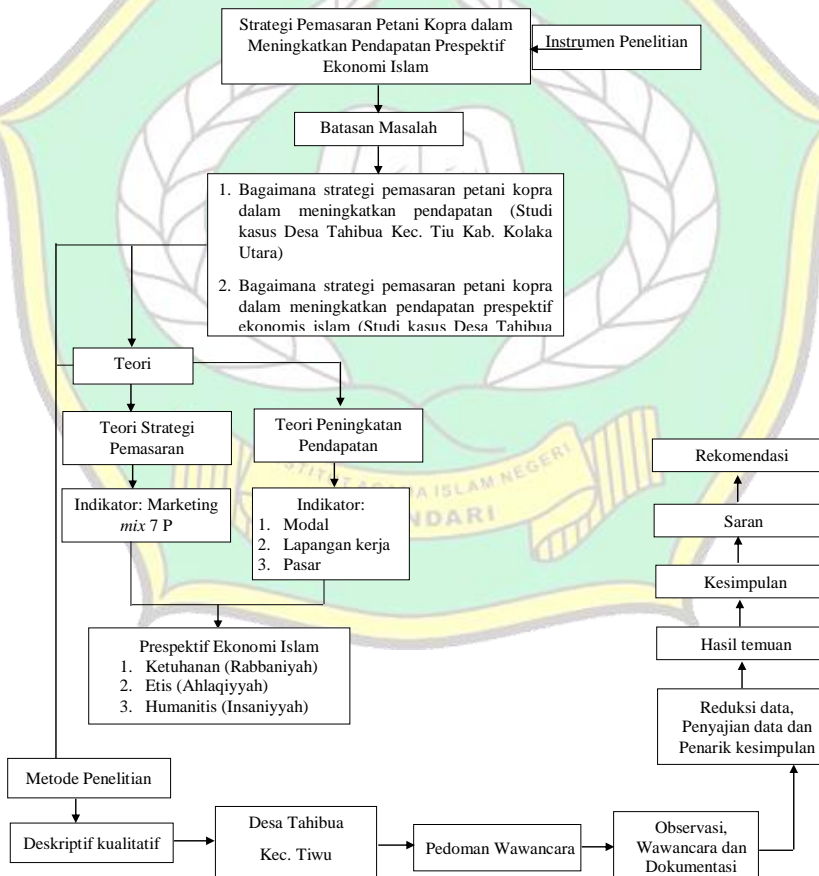 Strategi Pemasaran Petani Kopra dalam
Meningkatkan Pendapatan Prespektif
Ekonomi Islam
Instrumen Penelitian
Batasan Masalah
1. Bagaimana strategi pemasaran petani kopra
dalam meningkatkan pendapatan (Studi
kasus Desa Tahibua Kec. Tiu Kab. Kolaka
Utara)
2. Bagaimana strategi pemasaran petani kopra
dalam meningkatkan pendapatan prespektif
ekonomis islam (Studi kasus Desa Tahibua
Teori
Teori Strategi
Pemasaran
Teori Peningkatan
Pendapatan
Indikator: Marketing
mix 7 P
Indikator:
1. Modal
2. Lapangan kerja
3. Pasar
Prespektif Ekonomi Islam
1. Ketuhanan (Rabbaniyah)
2. Etis (Ahlaqiyyah)
3. Humanitis (Insaniyyah)
Metode Penelitian
Deskriptif kualitatif
Desa Tahibua
Kec. Tiwu
Pedoman Wawancara
Observasi,
Wawancara dan
Dokumentasi
Reduksi data,
Penyajian data dan
Penarik kesimpulan
Hasil temuan
Kesimpulan
Saran
Rekomendasi
ISLAM NEGERI
NDARI